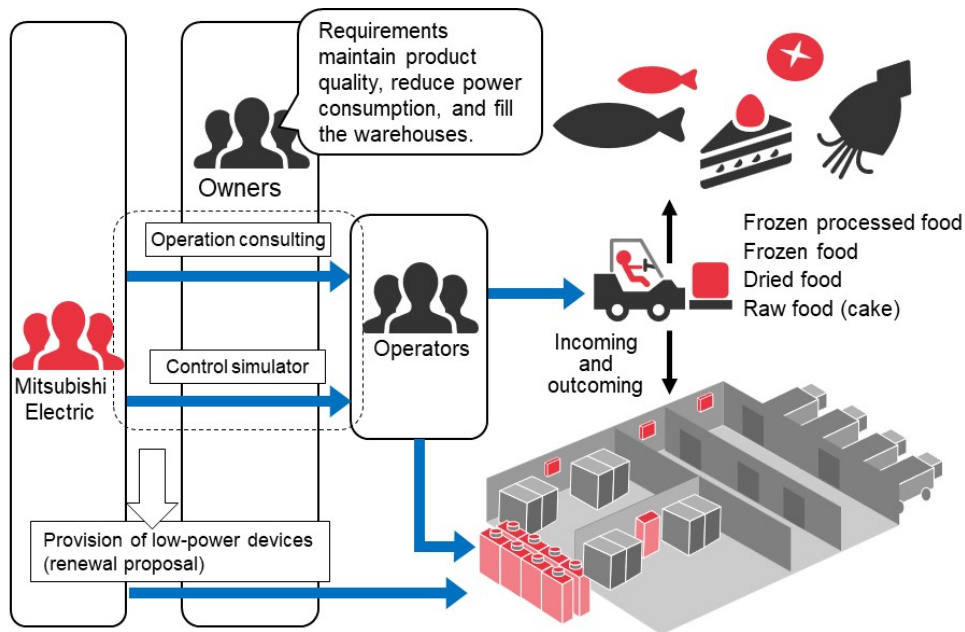 Requirements
maintain product
quality, reduce power
consumption, and fill
the warehouses.
Owners
Operation consulting
Operators
Control simulator
Mitsubishi
Electric
Provision of low-power devices
(renewal proposal)
Frozen processed food
Frozen food
Dried food
Raw food (cake)
Incoming
and
outcoming